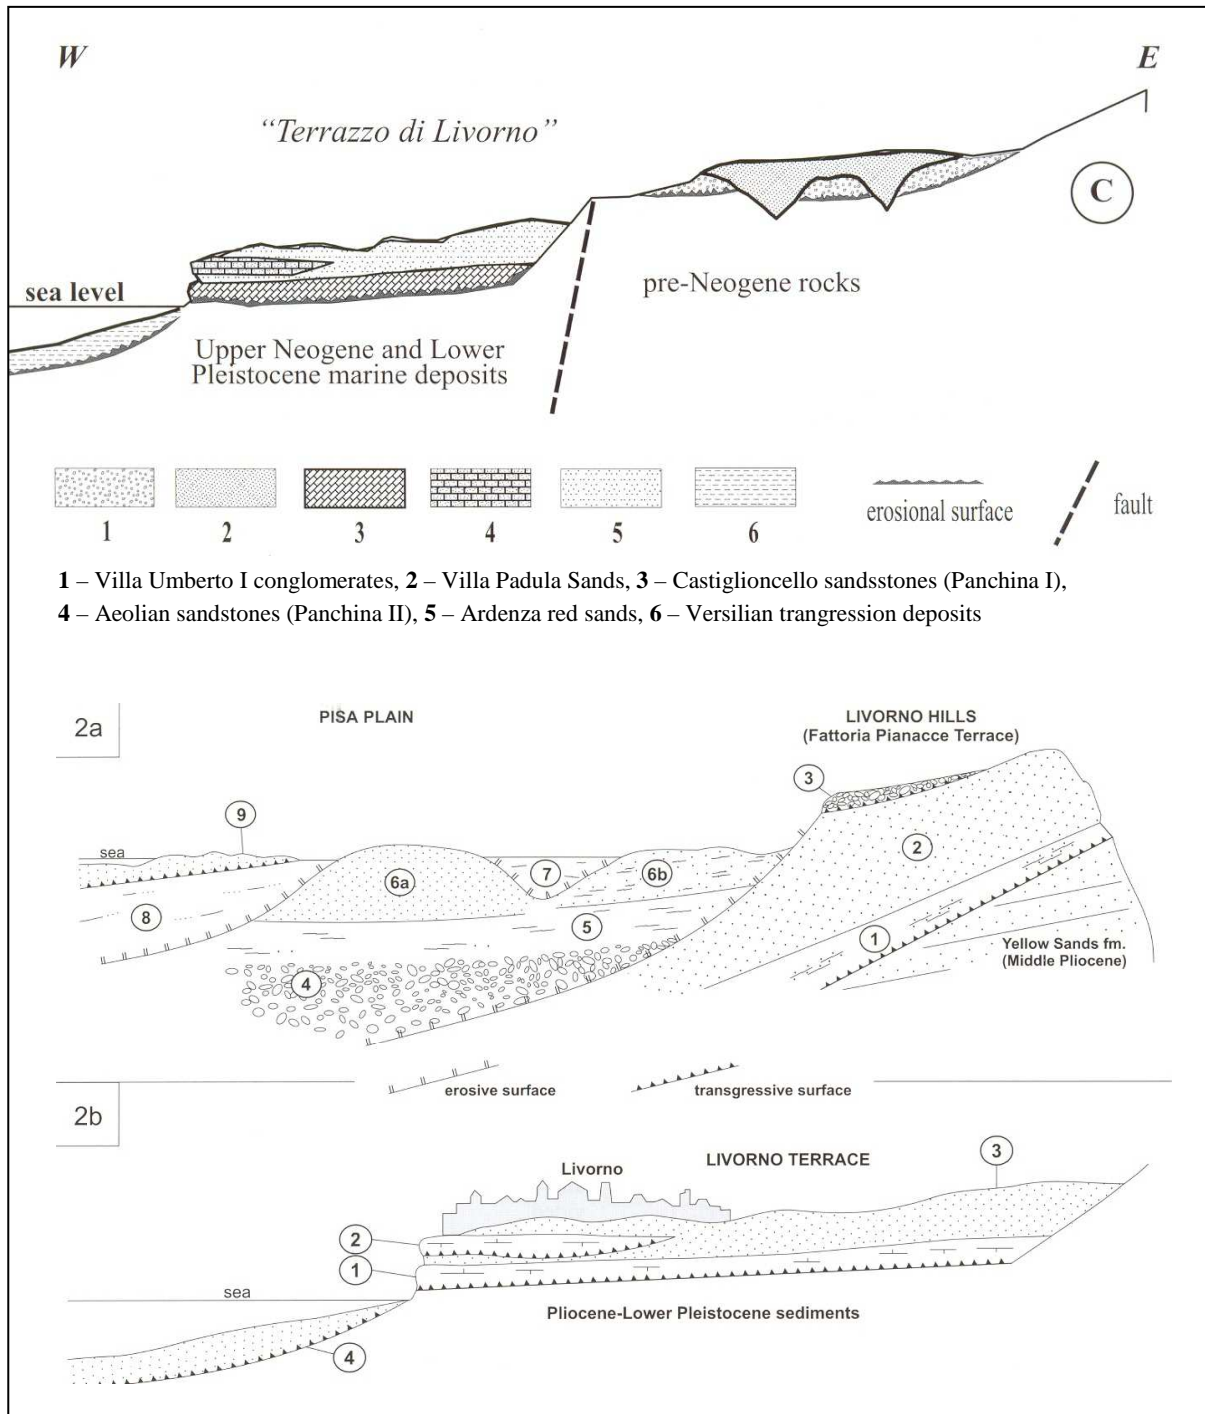 W
E
“Terrazzo di Livorno”
C
sea level
pre-Neogene rocks
Upper Neogene and Lower
Pleistocene marine deposits
1
2
3
4
5
6
erosional surface
fault
1 – Villa Umberto I conglomerates, 2 – Villa Padula Sands, 3 – Castiglioncello sandsstones (Panchina I),
4 – Aeolian sandstones (Panchina II), 5 – Ardenza red sands, 6 – Versilian trangression deposits
2a
PISA PLAIN
LIVORNO HILLS
(Fattoria Pianacce Terrace)
3
9
sea
2
6a
7
6b
8
5
1
Yellow Sands fm.
(Middle Pliocene)
4
erosive surface
transgressive surface
2b
Livorno
LIVORNO TERRACE
3
2
1
sea
Pliocene-Lower Pleistocene sediments
4